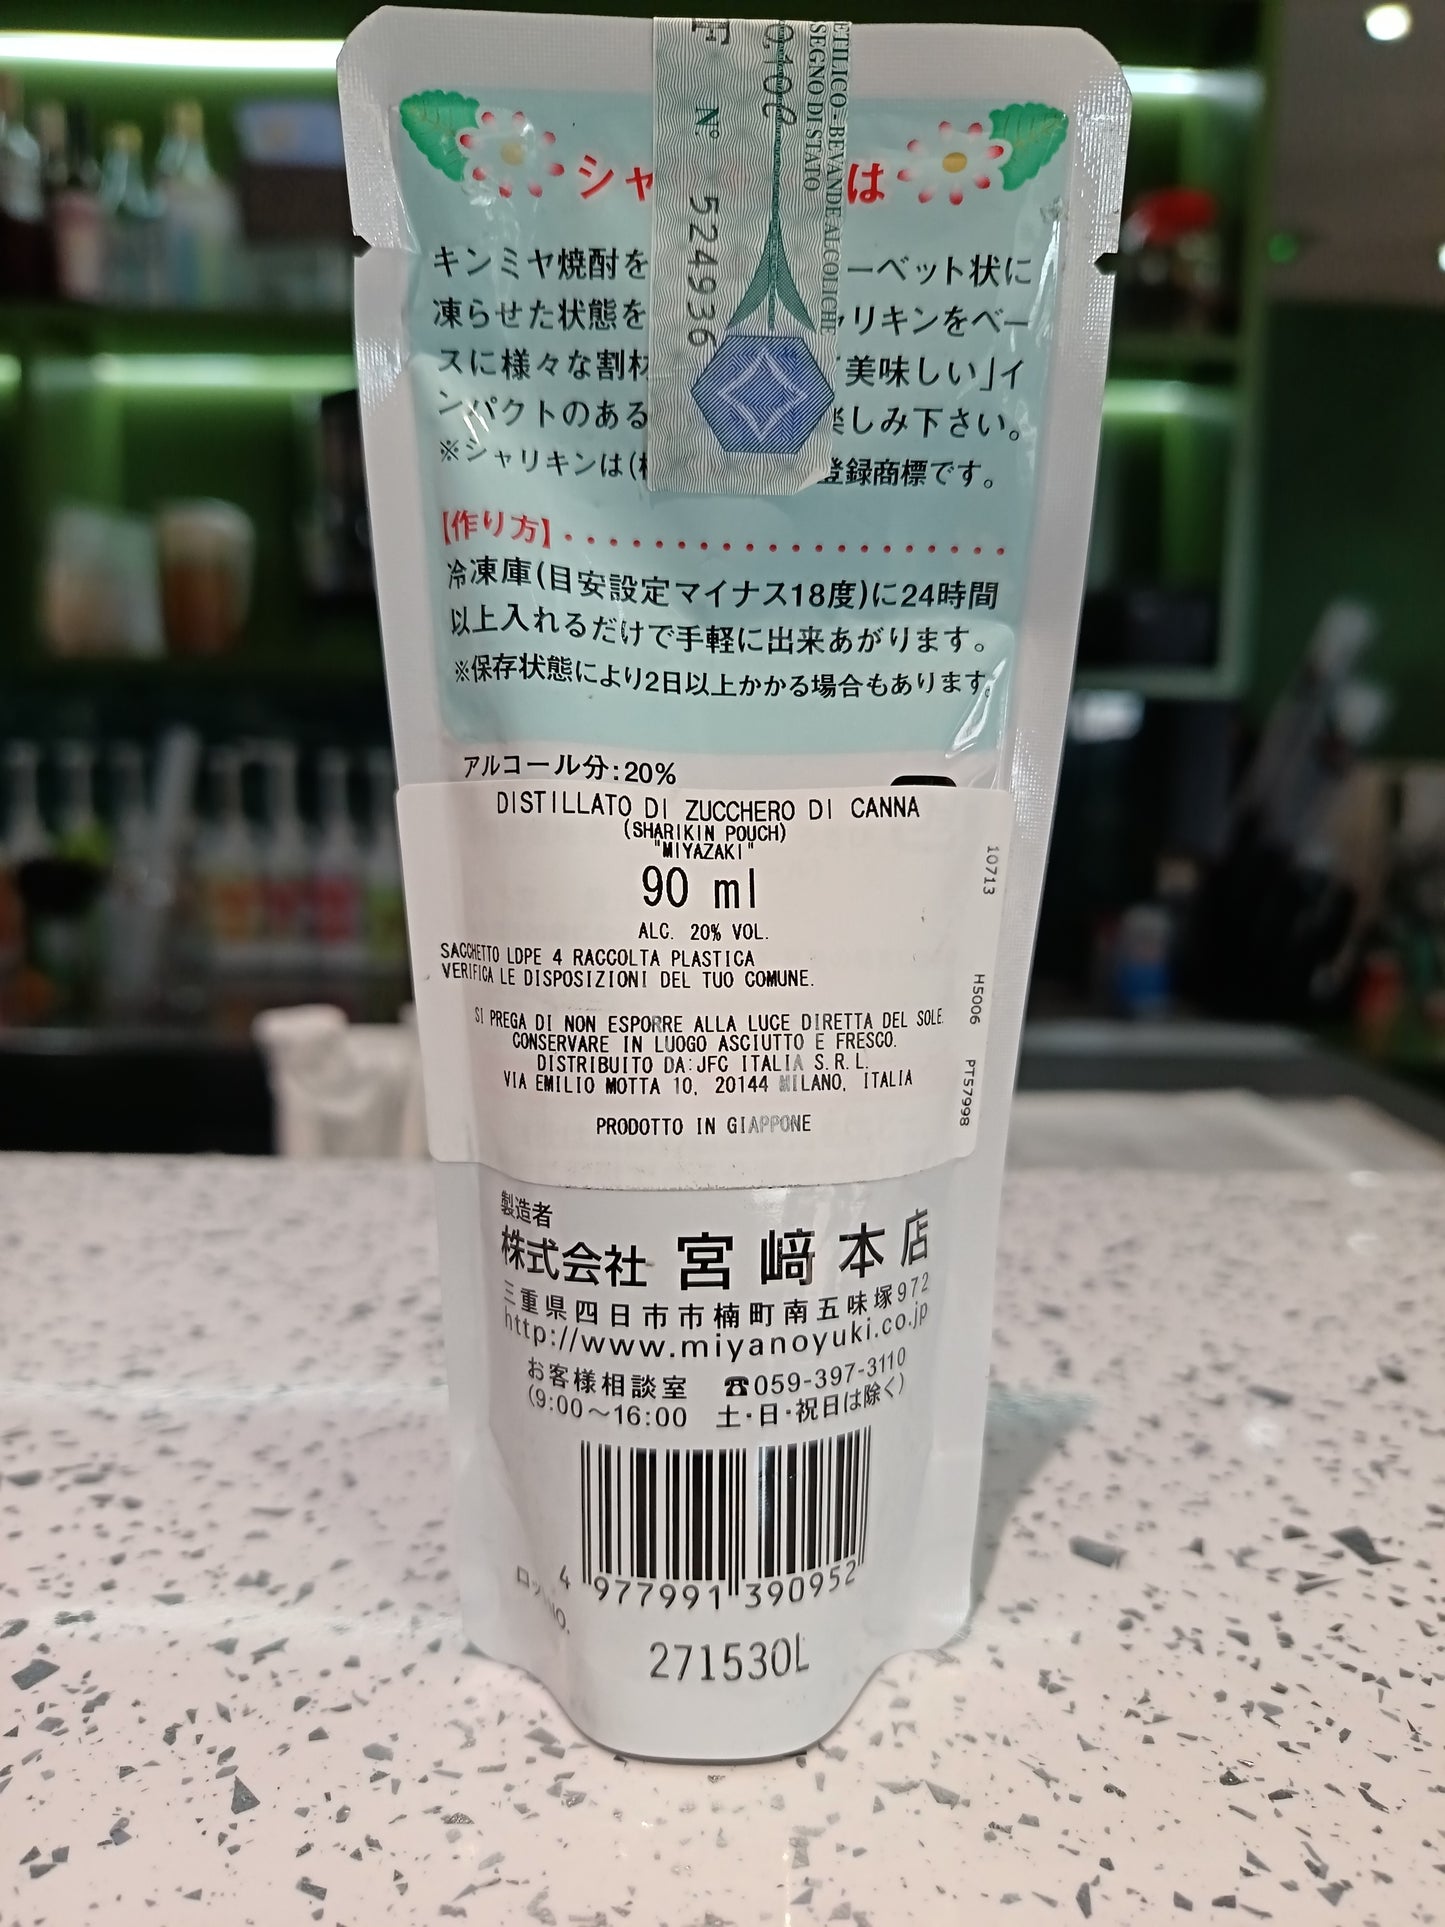 ETILICO - BEVANDE ALCOLICHE
SEGNO DI STATO
N° 5249936
シャ は
キンミヤ焼酎を ーベット状に
凍らせた状態を ャリキンをベー
スに様々な割材 「美味しい」イ
ンパクトのある 楽しみ下さい。
※シャリキンは(株 登録商標です。
【作り方】
冷凍庫(目安設定マイナス18度)に24時間
以上入れるだけで手軽に出来あがります。
※保存状態により2日以上かかる場合もあります。
アルコール分:20%
DISTILLATO DI ZUCCHERO DI CANNA
(SHARIKIN POUCH)
"MIYAZAKI"
90 ml
ALC. 20% VOL.
SACCHETTO LDPE 4 RACCOLTA PLASTICA
VERIFICA LE DISPOSIZIONI DEL TUO COMUNE.
SI PREGA DI NON ESPORRE ALLA LUCE DIRETTA DEL SOLE.
CONSERVARE IN LUOGO ASCIUTTO E FRESCO.
DISTRIBUITO DA:JFC ITALIA S.R.L.
VIA EMILIO MOTTA 10, 20144 MILANO, ITALIA
PRODOTTO IN GIAPPONE
10713
H5006
PT57998
製造者
株式会社 宮﨑本店
三重県四日市市楠町南五味塚972
http://www.miyanoyuki.co.jp
お客様相談室 ☎059-397-3110
(9:00〜16:00 土・日・祝日は除く)
4 977991 390952
ロットNO.
271530L